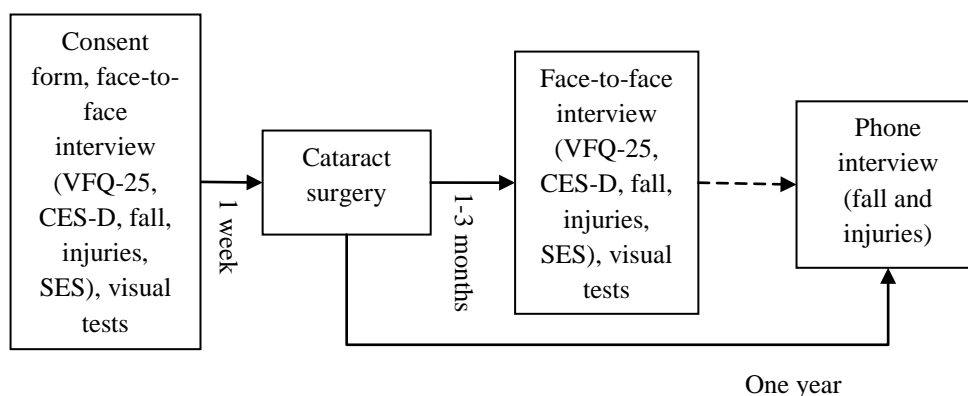 Consent
form, face-to-
face
interview
(VFQ-25,
CES-D, fall,
injuries,
SES), visual
tests
1 week
Cataract
surgery
1-3 months
Face-to-face
interview
(VFQ-25,
CES-D, fall,
injuries,
SES), visual
tests
Phone
interview
(fall and
injuries)
One year